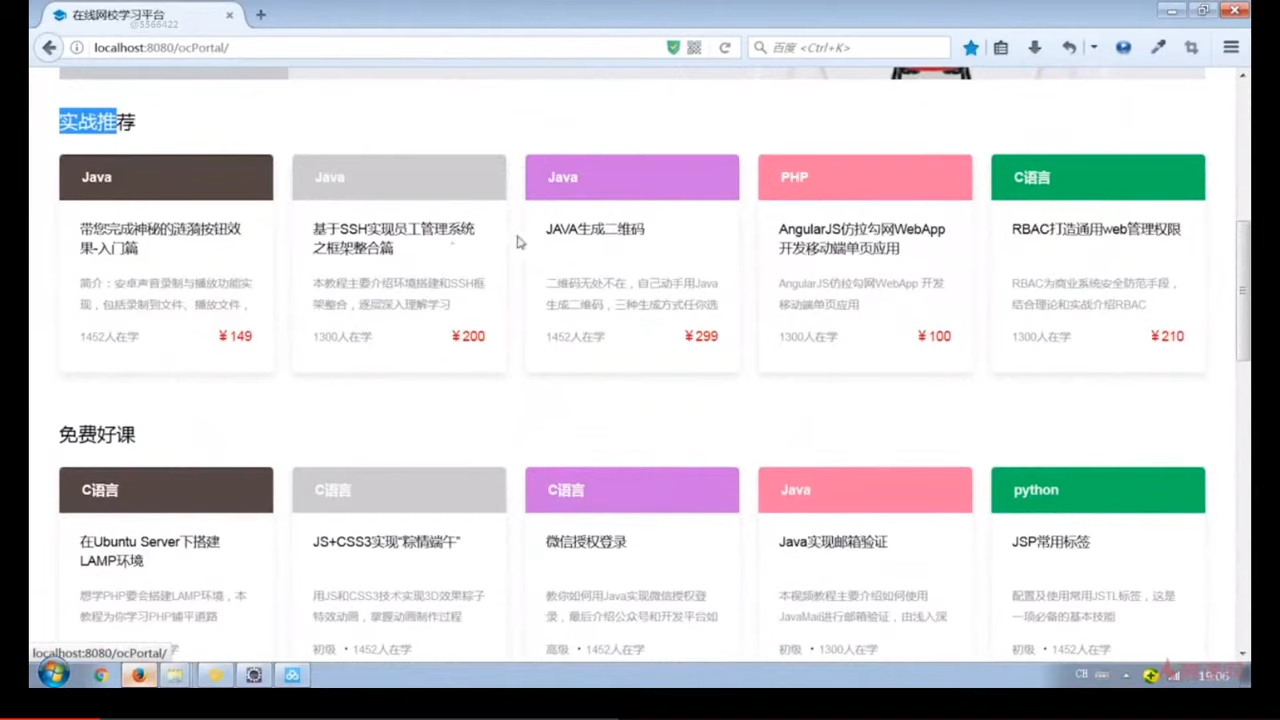 在线网校学习平台
@5566422
localhost:8080/ocPortal/
百度 <Ctrl+K>
实战推荐
Java
Java
Java
PHP
C语言
带您完成神秘的涟漪按钮效
果-入门篇
基于SSH实现员工管理系统
之框架整合篇
JAVA生成二维码
AngularJS仿拉勾网WebApp
开发移动端单页应用
RBAC打造通用web管理权限
简介：安卓声音录制与播放功能实
现，包括录制到文件、播放文件，
本教程主要介绍环境搭建和SSH框
架整合，逐层深入理解学习
二维码无处不在，自己动手用Java
生成二维码，三种生成方式任你选
AngularJS仿拉勾网WebApp 开发
移动端单页应用
RBAC为商业系统安全防范手段，
结合理论和实战介绍RBAC
1452人在学 ￥149
1300人在学 ￥200
1452人在学 ￥299
1300人在学 ￥100
1300人在学 ￥210
免费好课
C语言
C语言
C语言
Java
python
在Ubuntu Server下搭建
LAMP环境
JS+CSS3实现“粽情端午”
微信授权登录
Java实现邮箱验证
JSP常用标签
想学PHP要会搭建LAMP环境，本
教程为你学习PHP铺平道路
用JS和CSS3技术实现3D效果粽子
特效动画，掌握动画制作过程
教你如何用Java实现微信授权登
录，最后介绍公众号和开发平台如
本视频教程主要介绍如何使用
JavaMail进行邮箱验证，由浅入深
配置及使用常用JSTL标签，这是
一项必备的基本技能
初级 · 1452人在学
高级 · 1452人在学
初级 · 1300人在学
初级 · 1452人在学
localhost:8080/ocPortal/
CH
19:06